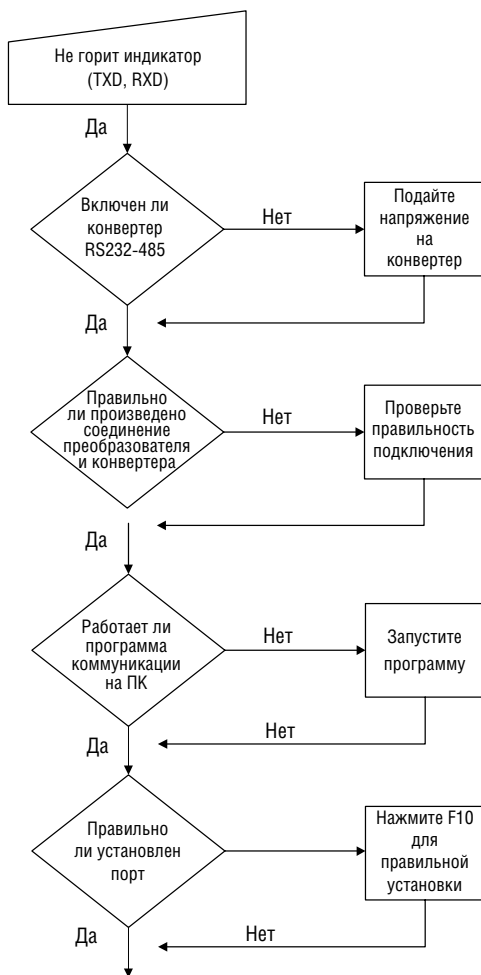 Не горит индикатор
(TXD, RXD)
Да
Включен ли
конвертер
RS232-485
Нет
Подайте
напряжение
на
конвертер
Да
Правильно
ли произведено
соединение
преобразователя
и конвертера
Нет
Проверьте
правильность
подключения
Да
Работает ли
программа
коммуникации
на ПК
Нет
Запустите
программу
Да
Нет
Правильно
ли установлен
порт
Нажмите F10
для
правильной
установки
Да
Нет